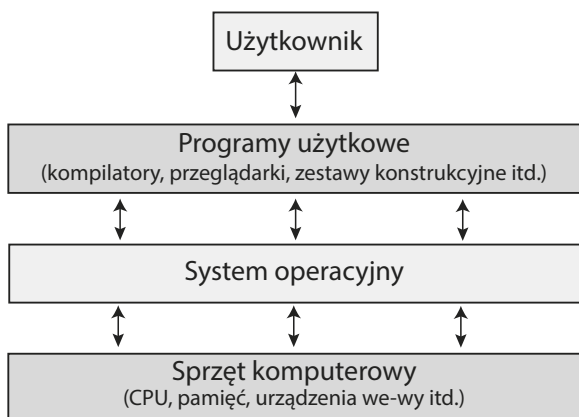 Użytkownik
Programy użytkowe
(kompilatory, przeglądarki, zestawy konstrukcyjne itd.)
System operacyjny
Sprzęt komputerowy
(CPU, pamięć, urządzenia we-wy itd.)